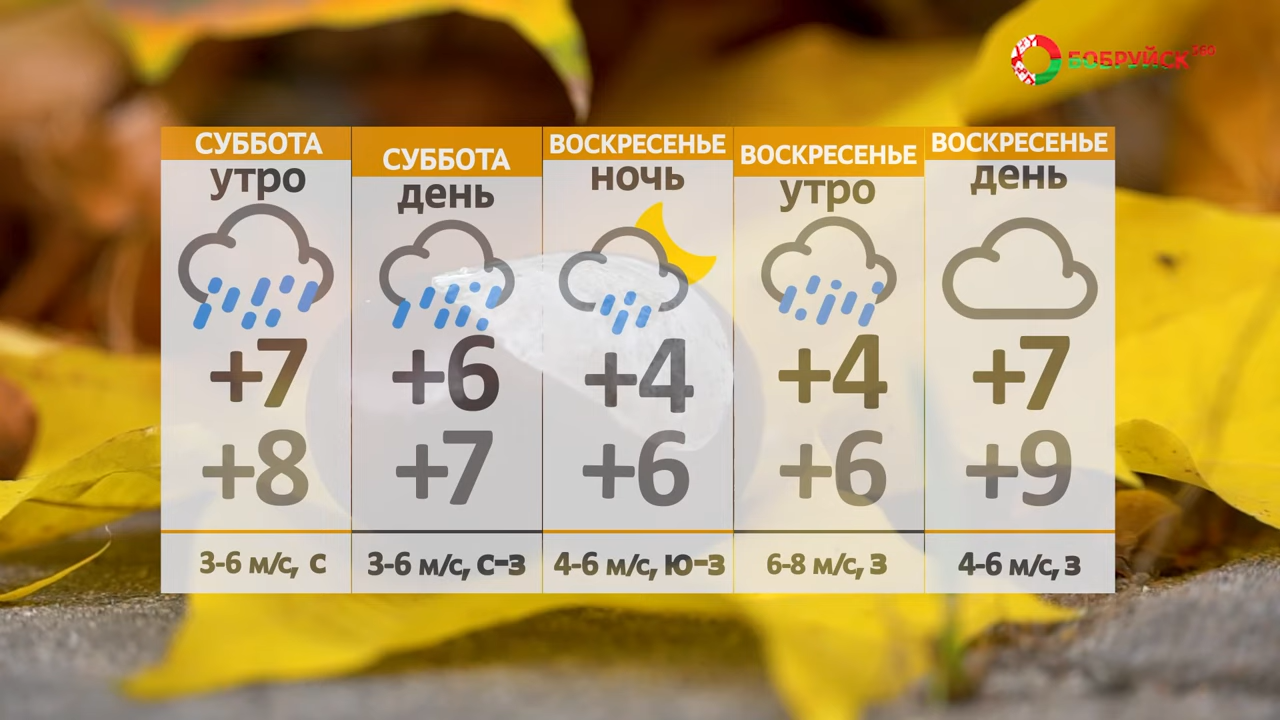 БОБРУЙСК 360
СУББОТА
утро
+7
+8
3-6 м/с, С
СУББОТА
день
+6
+7
3-6 м/с, С-З
ВОСКРЕСЕНЬЕ
ночь
+4
+6
4-6 м/с, Ю-З
ВОСКРЕСЕНЬЕ
утро
+4
+6
6-8 м/с, З
ВОСКРЕСЕНЬЕ
день
+7
+9
4-6 м/с, З